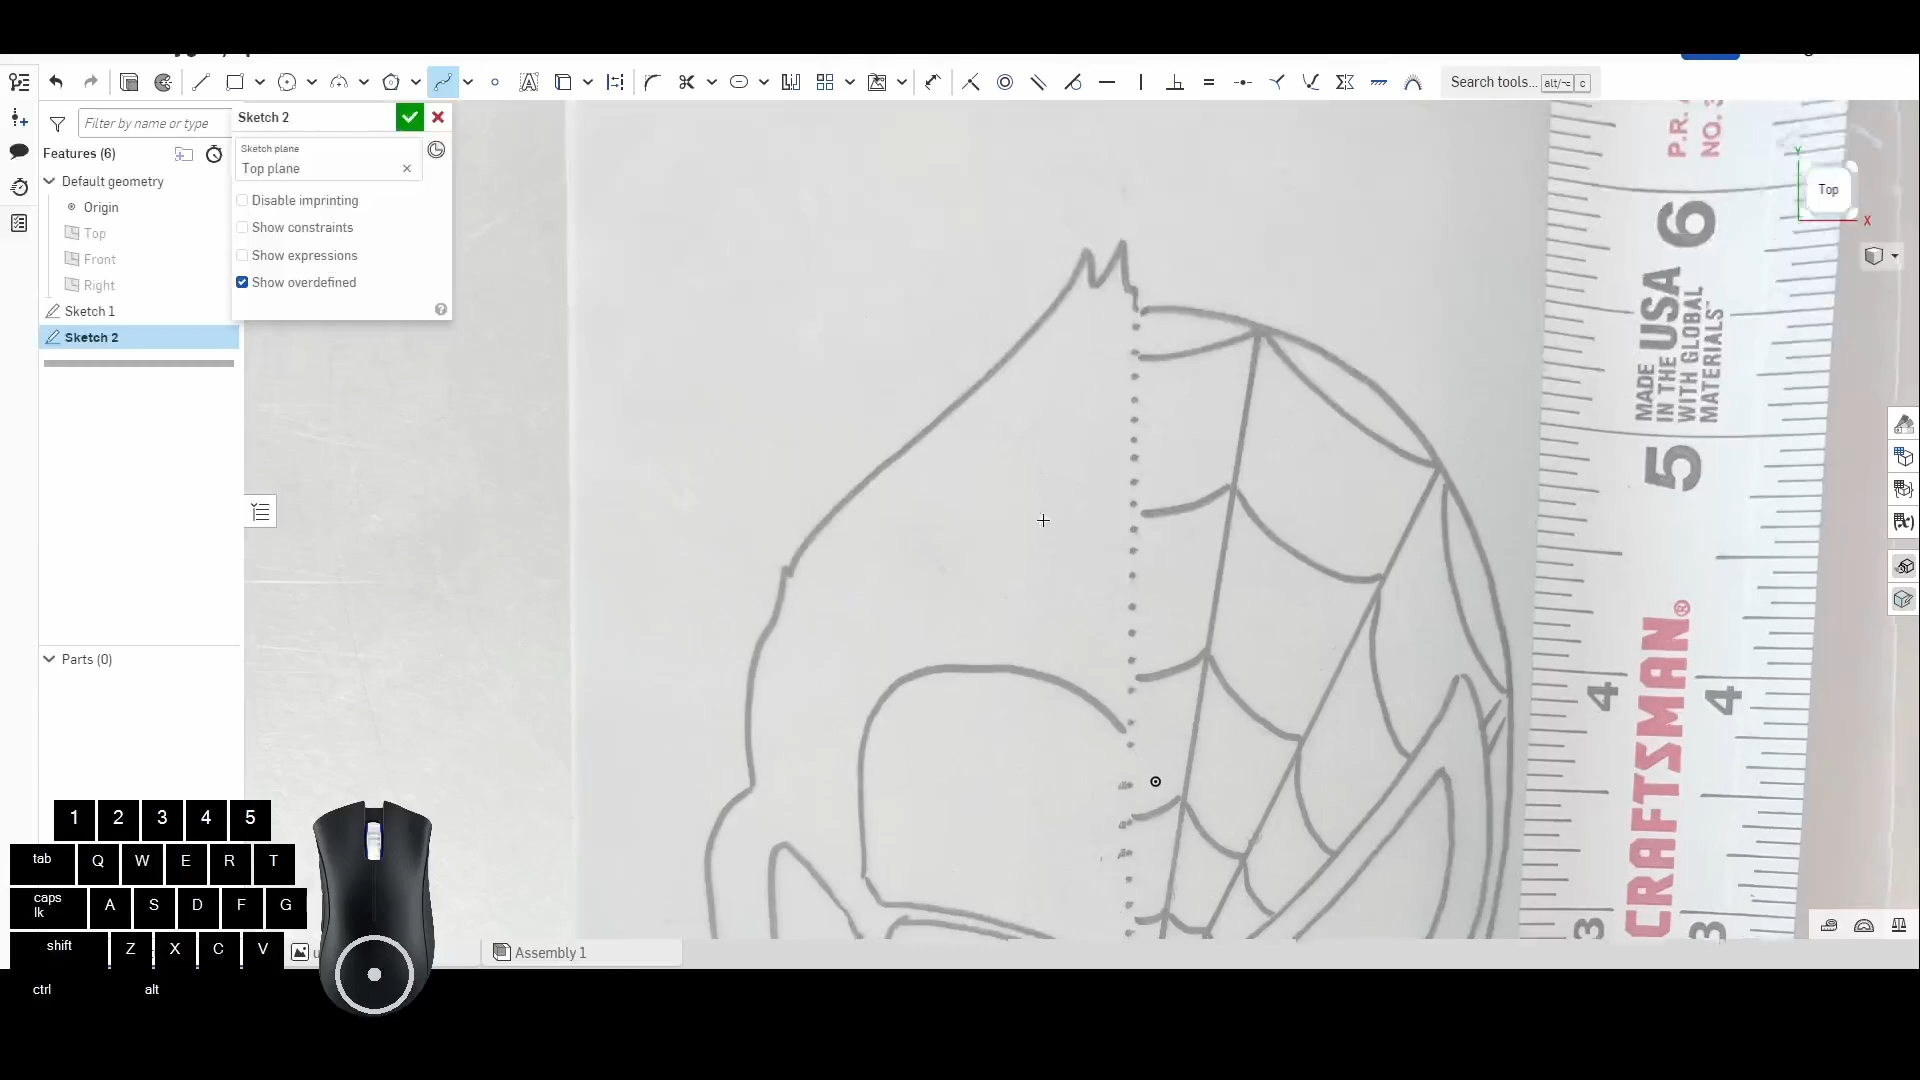 Search tools... alt/⌥ c
Sketch 2
Sketch plane
Top plane
Disable imprinting
Show constraints
Show expressions
Show overdefined
Filter by name or type
Features (6)
Default geometry
Origin
Top
Front
Right
Sketch 1
Sketch 2
Parts (0)
Assembly 1
Top
Y
X
P.R.
NO.
6
MADE
IN THE USA
WITH GLOBAL
MATERIALS
5
4 CRAFTSMAN® 4
3 3
1 2 3 4 5
tab Q W E R T
caps lk A S D F G
shift Z X C V
ctrl alt